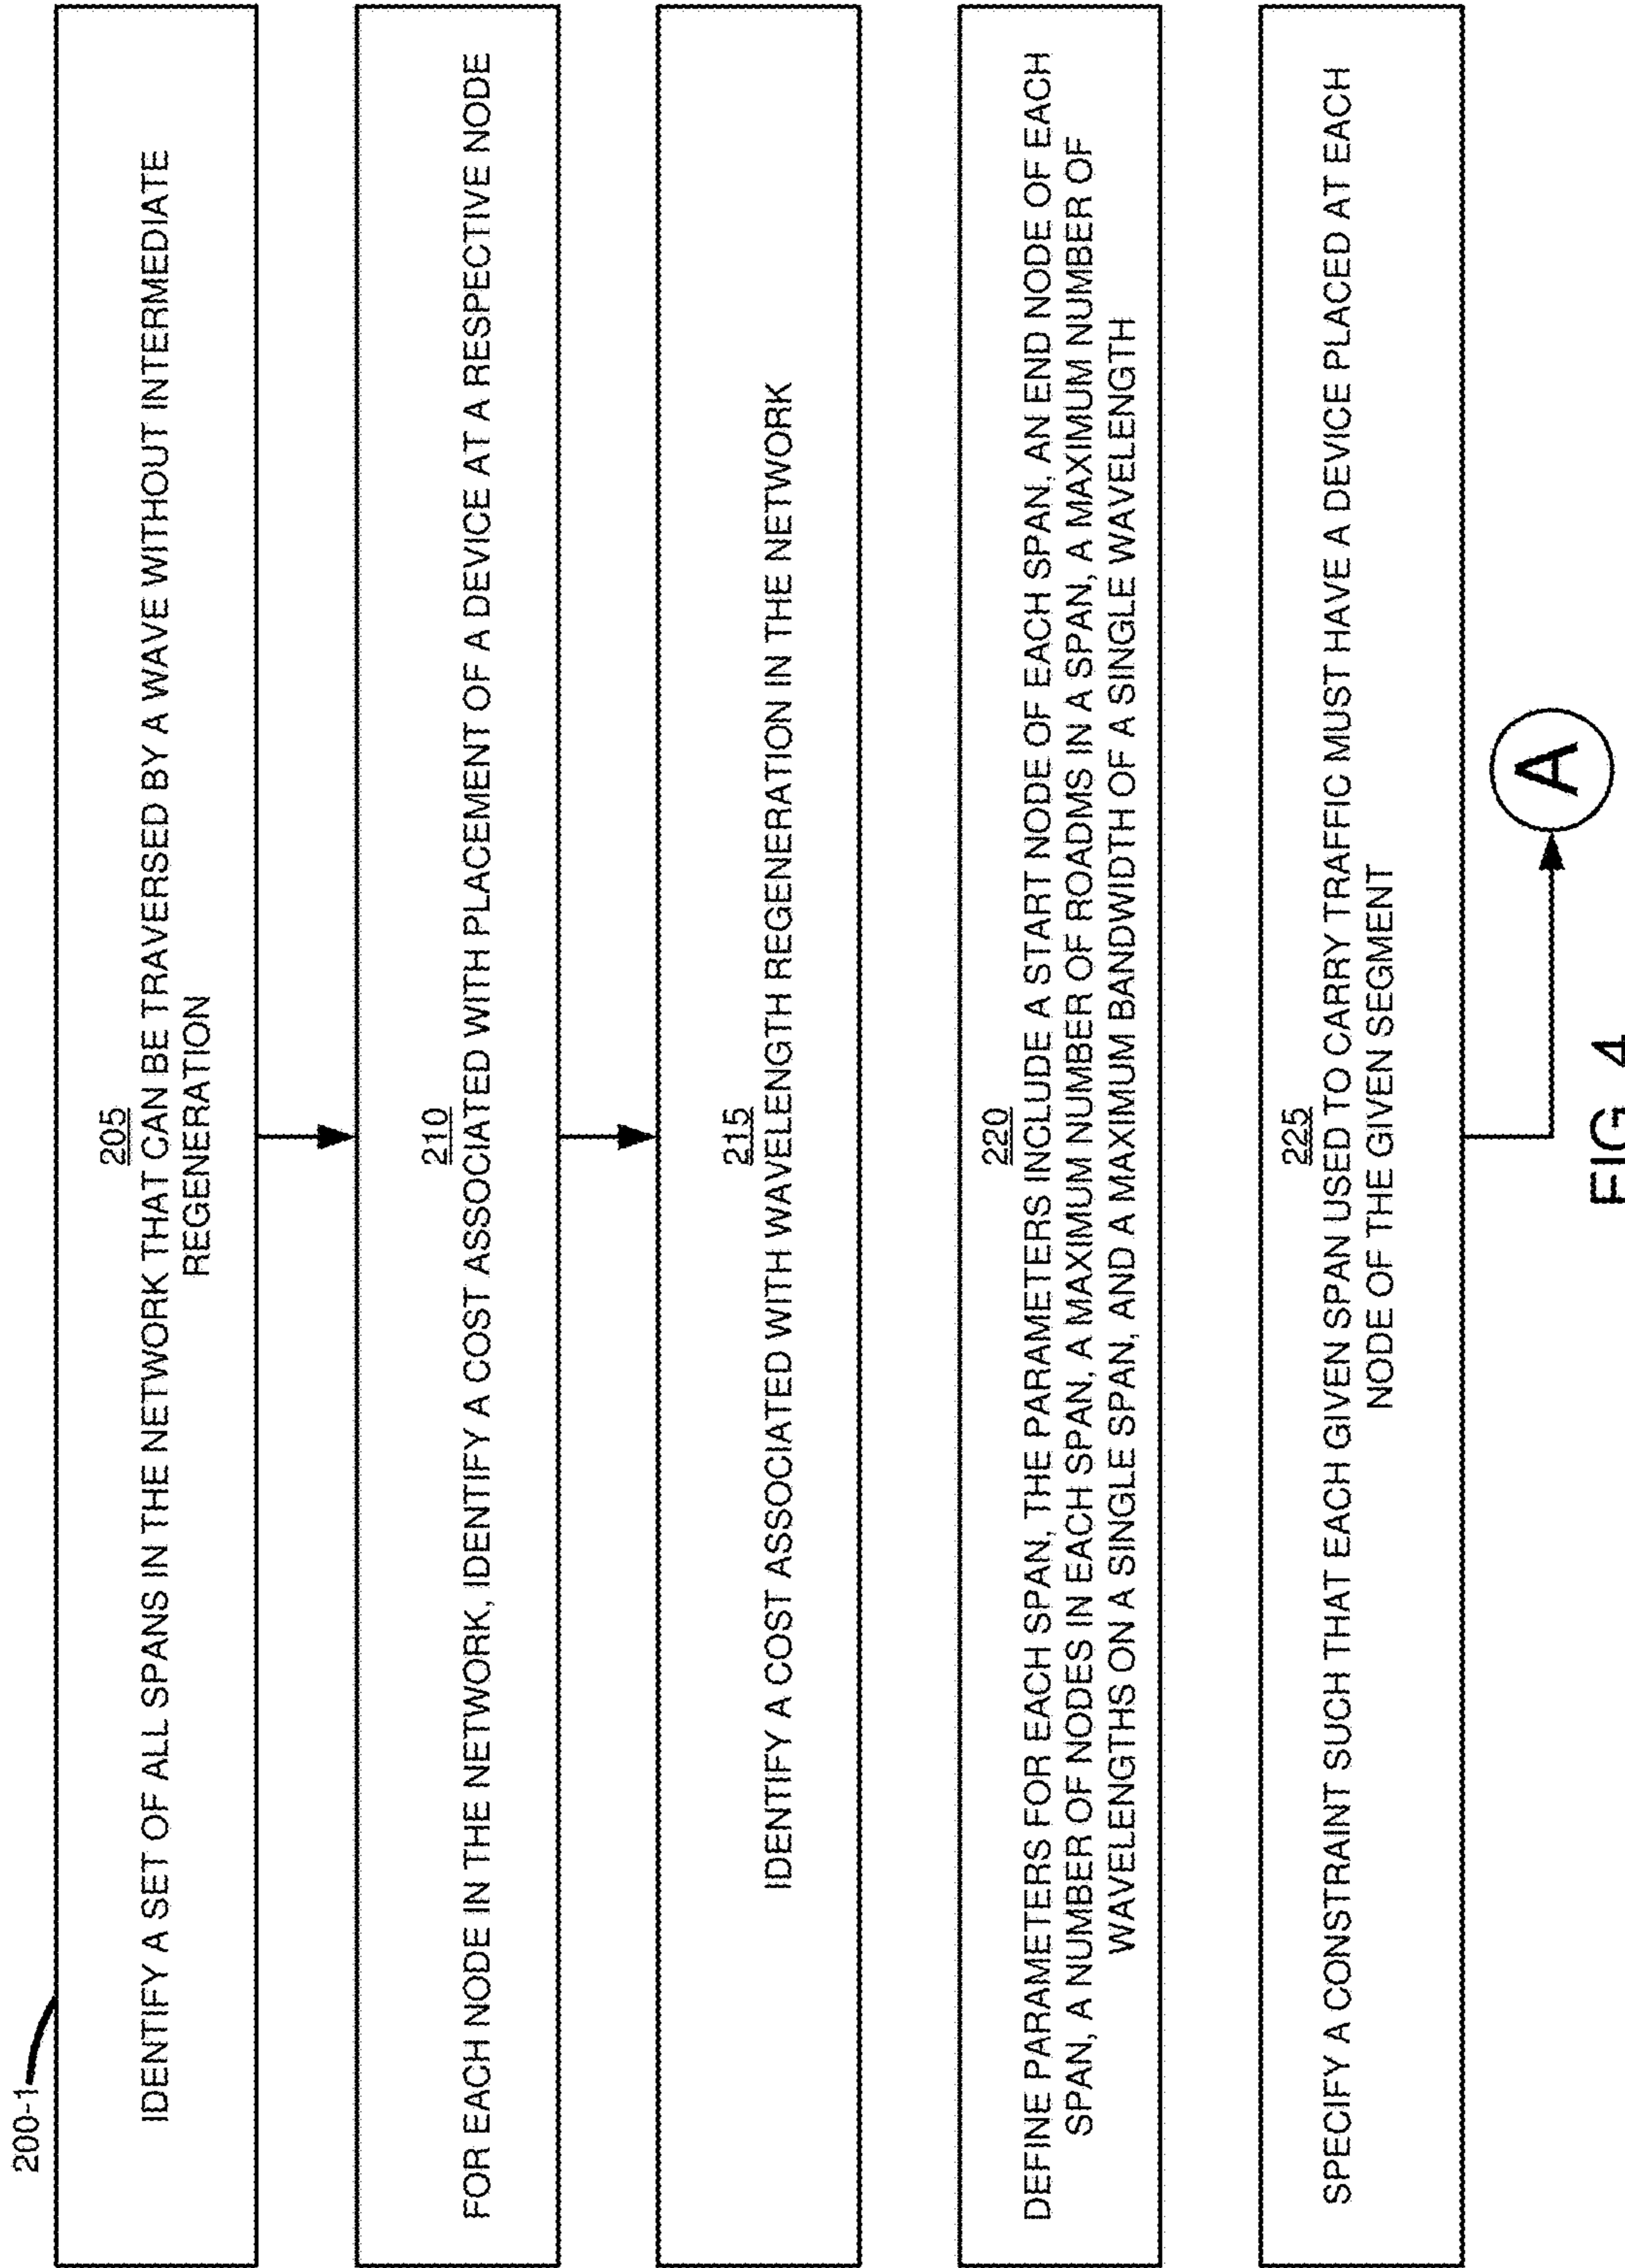 200-1
205
IDENTIFY A SET OF ALL SPANS IN THE NETWORK THAT CAN BE TRAVERSED BY A WAVE WITHOUT INTERMEDIATE
REGENERATION
210
FOR EACH NODE IN THE NETWORK, IDENTIFY A COST ASSOCIATED WITH PLACEMENT OF A DEVICE AT A RESPECTIVE NODE
215
IDENTIFY A COST ASSOCIATED WITH WAVELENGTH REGENERATION IN THE NETWORK
220
DEFINE PARAMETERS FOR EACH SPAN, THE PARAMETERS INCLUDE A START NODE OF EACH SPAN, AN END NODE OF EACH
SPAN, A NUMBER OF NODES IN EACH SPAN, A MAXIMUM NUMBER OF ROADMS IN A SPAN, A MAXIMUM NUMBER OF
WAVELENGTHS ON A SINGLE SPAN, AND A MAXIMUM BANDWIDTH OF A SINGLE WAVELENGTH
225
SPECIFY A CONSTRAINT SUCH THAT EACH GIVEN SPAN USED TO CARRY TRAFFIC MUST HAVE A DEVICE PLACED AT EACH
NODE OF THE GIVEN SEGMENT
A
FIG. 4